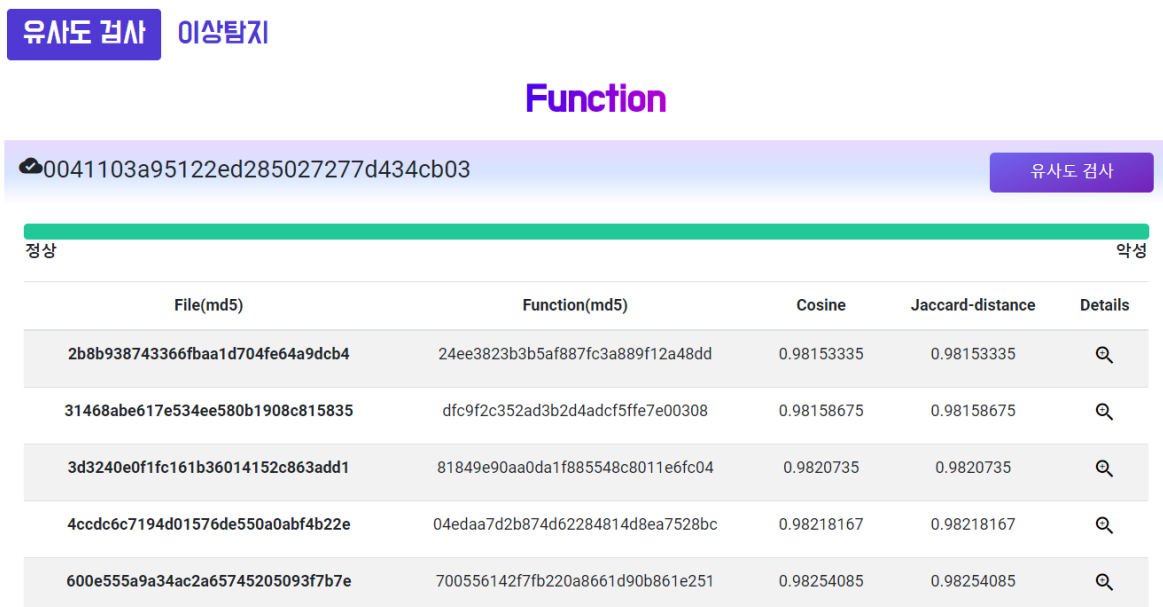 유사도 검사 이상탐지
Function
0041103a95122ed285027277d434cb03 유사도 검사
정상 악성
File(md5) Function(md5) Cosine Jaccard-distance Details
2b8b938743366fbaa1d704fe64a9dcb4 24ee3823b3b5af887fc3a889f12a48dd 0.98153335 0.98153335
31468abe617e534ee580b1908c815835 dfc9f2c352ad3b2d4adcf5ffe7e00308 0.98158675 0.98158675
3d3240e0f1fc161b36014152c863add1 81849e90aa0da1f885548c8011e6fc04 0.9820735 0.9820735
4ccdc6c7194d01576de550a0abf4b22e 04edaa7d2b874d62284814d8ea7528bc 0.98218167 0.98218167
600e555a9a34ac2a65745205093f7b7e 700556142f7fb220a8661d90b861e251 0.98254085 0.98254085